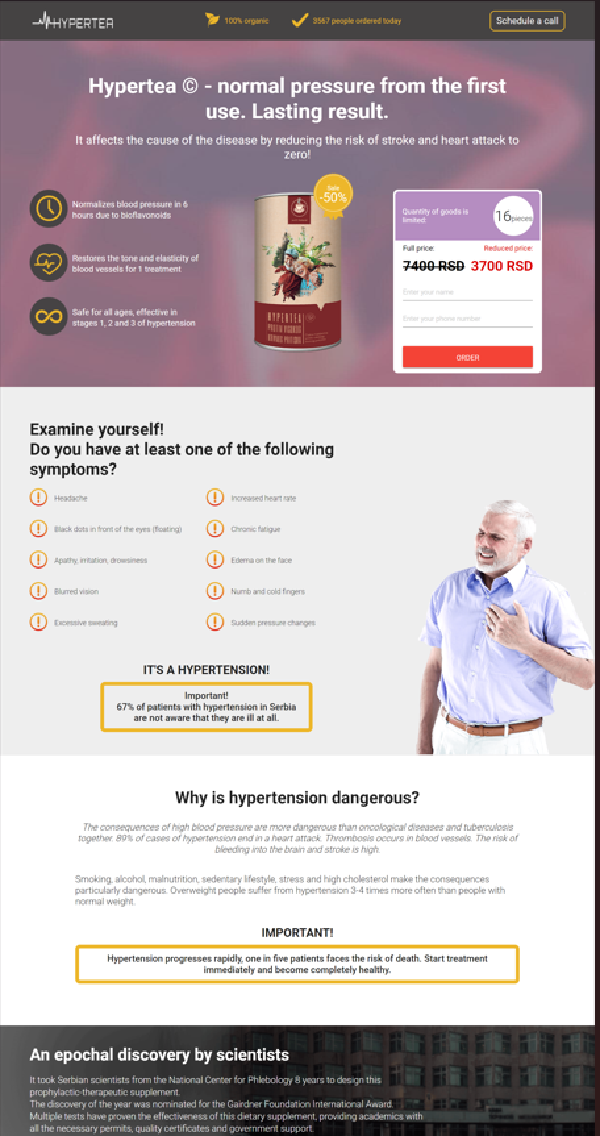 HYPERTEA
100% organic
3567 people ordered today
Schedule a call
Hypertea © - normal pressure from the first
use. Lasting result.
It affects the cause of the disease by reducing the risk of stroke and heart attack to
zero!
Normalizes blood pressure in 6
hours due to bioflavonoids
Restores the tone and elasticity of
blood vessels for 1 treatment
Safe for all ages, effective in
stages 1, 2 and 3 of hypertension
Sale
-50%
HYPERTEA
Quantity of goods is
limited:
16 pieces
Full price:
Reduced price:
7400 RSD 3700 RSD
Enter your name
Enter your phone number
ORDER
Examine yourself!
Do you have at least one of the following
symptoms?
Headache
Increased heart rate
Black dots in front of the eyes (floating)
Chronic fatigue
Apathy, irritation, drowsiness
Edema on the face
Blurred vision
Numb and cold fingers
Excessive sweating
Sudden pressure changes
IT'S A HYPERTENSION!
Important!
67% of patients with hypertension in Serbia
are not aware that they are ill at all.
Why is hypertension dangerous?
The consequences of high blood pressure are more dangerous than oncological diseases and tuberculosis
together. 89% of cases of hypertension end in a heart attack. Thrombosis occurs in blood vessels. The risk of
bleeding into the brain and stroke is high.
Smoking, alcohol, malnutrition, sedentary lifestyle, stress and high cholesterol make the consequences
particularly dangerous. Overweight people suffer from hypertension 3-4 times more often than people with
normal weight.
IMPORTANT!
Hypertension progresses rapidly, one in five patients faces the risk of death. Start treatment
immediately and become completely healthy.
An epochal discovery by scientists
It took Serbian scientists from the National Center for Phlebology 8 years to design this
prophylactic-therapeutic supplement.
The discovery of the year was nominated for the Gairdner Foundation International Award.
Multiple tests have proven the effectiveness of this dietary supplement, providing academics with
all the necessary permits, quality certificates and government support